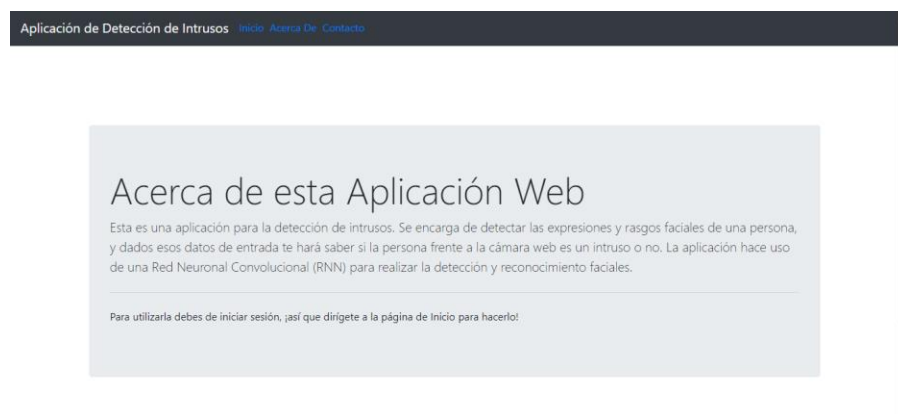 Aplicación de Detección de Intrusos Inicio Acerca De Contacto
Acerca de esta Aplicación Web
Esta es una aplicación para la detección de intrusos. Se encarga de detectar las expresiones y rasgos faciales de una persona,
y dados esos datos de entrada te hará saber si la persona frente a la cámara web es un intruso o no. La aplicación hace uso
de una Red Neuronal Convolucional (RNN) para realizar la detección y reconocimiento faciales.
Para utilizarla debes de iniciar sesión, ¡así que dirígete a la página de Inicio para hacerlo!